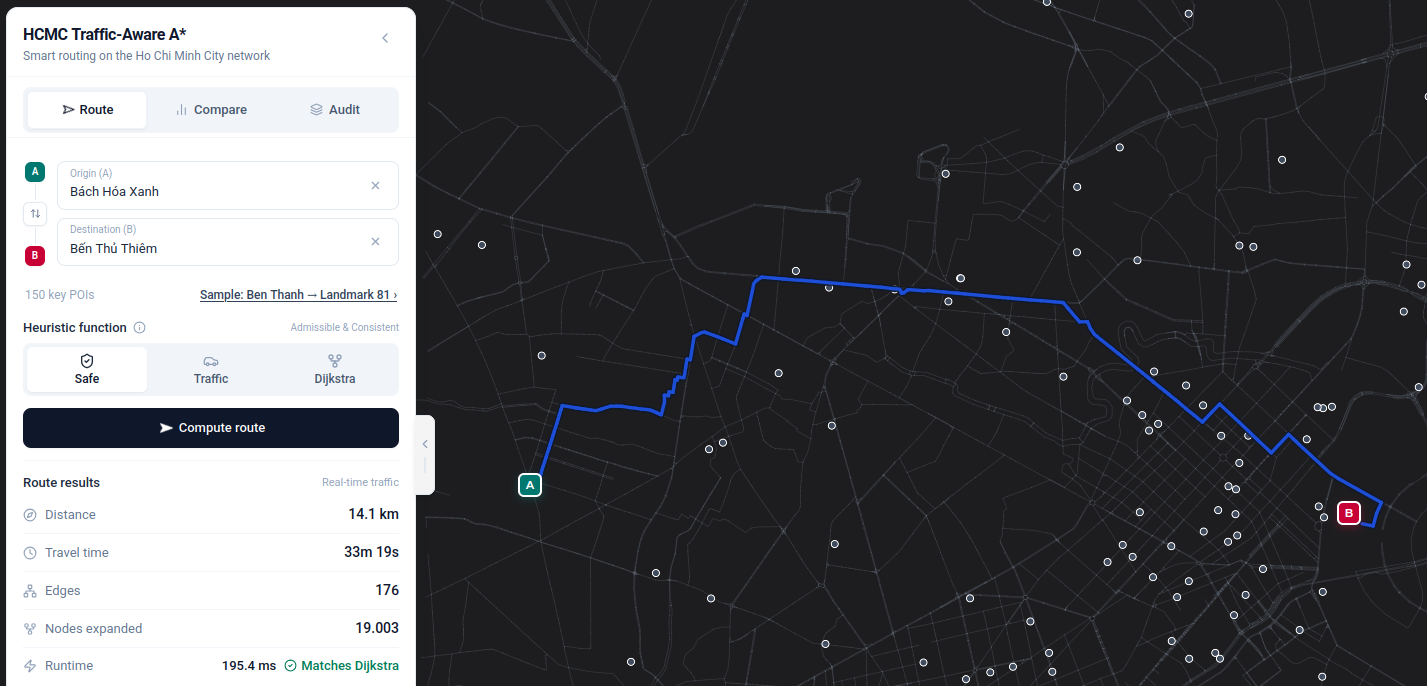 HCMC Traffic-Aware A*
Smart routing on the Ho Chi Minh City network
Route Compare Audit
A
Origin (A)
Bách Hóa Xanh
B
Destination (B)
Bến Thủ Thiêm
150 key POIs Sample: Ben Thanh → Landmark 81 ›
Heuristic function Admissible & Consistent
Safe Traffic Dijkstra
Compute route
Route results Real-time traffic
Distance 14.1 km
Travel time 33m 19s
Edges 176
Nodes expanded 19.003
Runtime 195.4 ms Matches Dijkstra
A
B